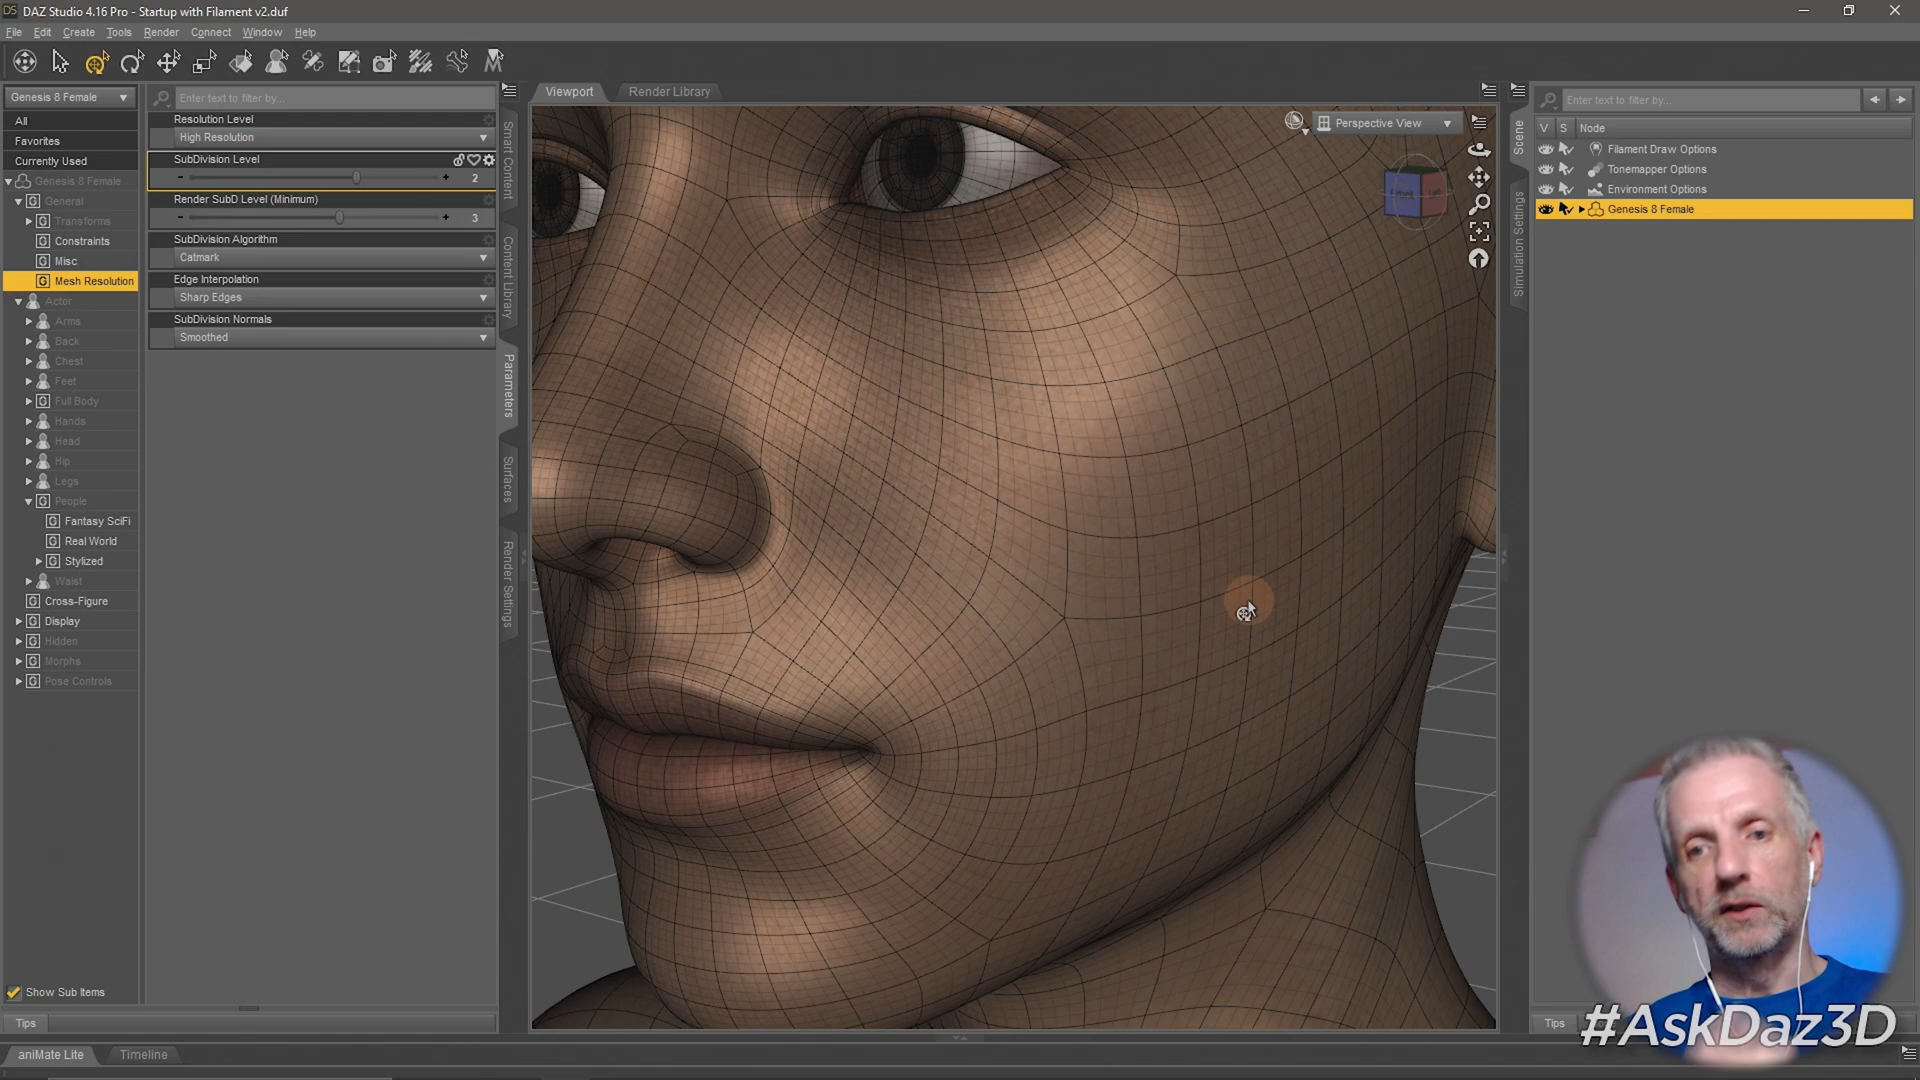 DAZ Studio 4.16 Pro - Startup with Filament v2.duf
File Edit Create Tools Render Connect Window Help
Genesis 8 Female
All
Favorites
Currently Used
Genesis 8 Female
General
Transforms
Constraints
Misc
Mesh Resolution
Actor
Arms
Back
Chest
Feet
Full Body
Hands
Head
Hip
Legs
People
Fantasy SciFi
Real World
Stylized
Waist
Cross-Figure
Display
Hidden
Morphs
Pose Controls
Show Sub Items
Tips
Enter text to filter by...
Resolution Level
High Resolution
SubDivision Level
- + 2
Render SubD Level (Minimum)
- + 3
SubDivision Algorithm
Catmark
Edge Interpolation
Sharp Edges
SubDivision Normals
Smoothed
Smart Content
Content Library
Parameters
Surfaces
Render Settings
Viewport Render Library
Perspective View
Scene
Simulation Settings
Enter text to filter by...
V S Node
Filament Draw Options
Tonemapper Options
Environment Options
Genesis 8 Female
Tips
#AskDaz3D
aniMate Lite Timeline